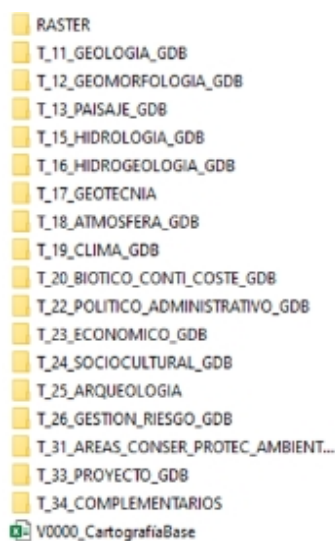 RASTER
T_11_GEOLOGIA_GDB
T_12_GEOMORFOLOGIA_GDB
T_13_PAISAJE_GDB
T_15_HIDROLOGIA_GDB
T_16_HIDROGEOLOGIA_GDB
T_17_GEOTECNIA
T_18_ATMOSFERA_GDB
T_19_CLIMA_GDB
T_20_BIOTICO_CONTI_COSTE_GDB
T_22_POLITICO_ADMINISTRATIVO_GDB
T_23_ECONOMICO_GDB
T_24_SOCIOCULTURAL_GDB
T_25_ARQUEOLOGIA
T_26_GESTION_RIESGO_GDB
T_31_AREAS_CONSER_PROTEC_AMBIENT...
T_33_PROYECTO_GDB
T_34_COMPLEMENTARIOS
V0000_CartografíaBase